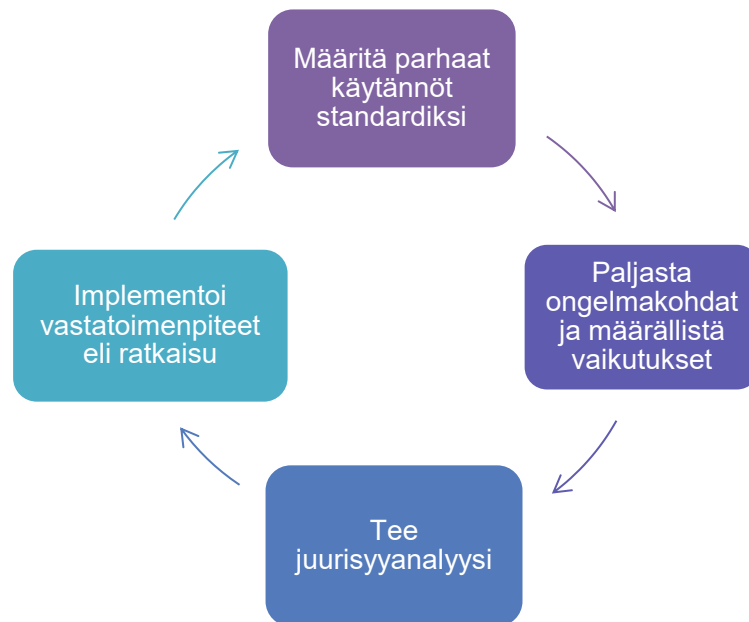 Määritä parhaat
käytännöt
standardiksi
Paljasta
ongelmakohdat
ja määrällistä
vaikutukset
Tee
juurisyyanalyysi
Implementoi
vastatoimenpiteet
eli ratkaisu